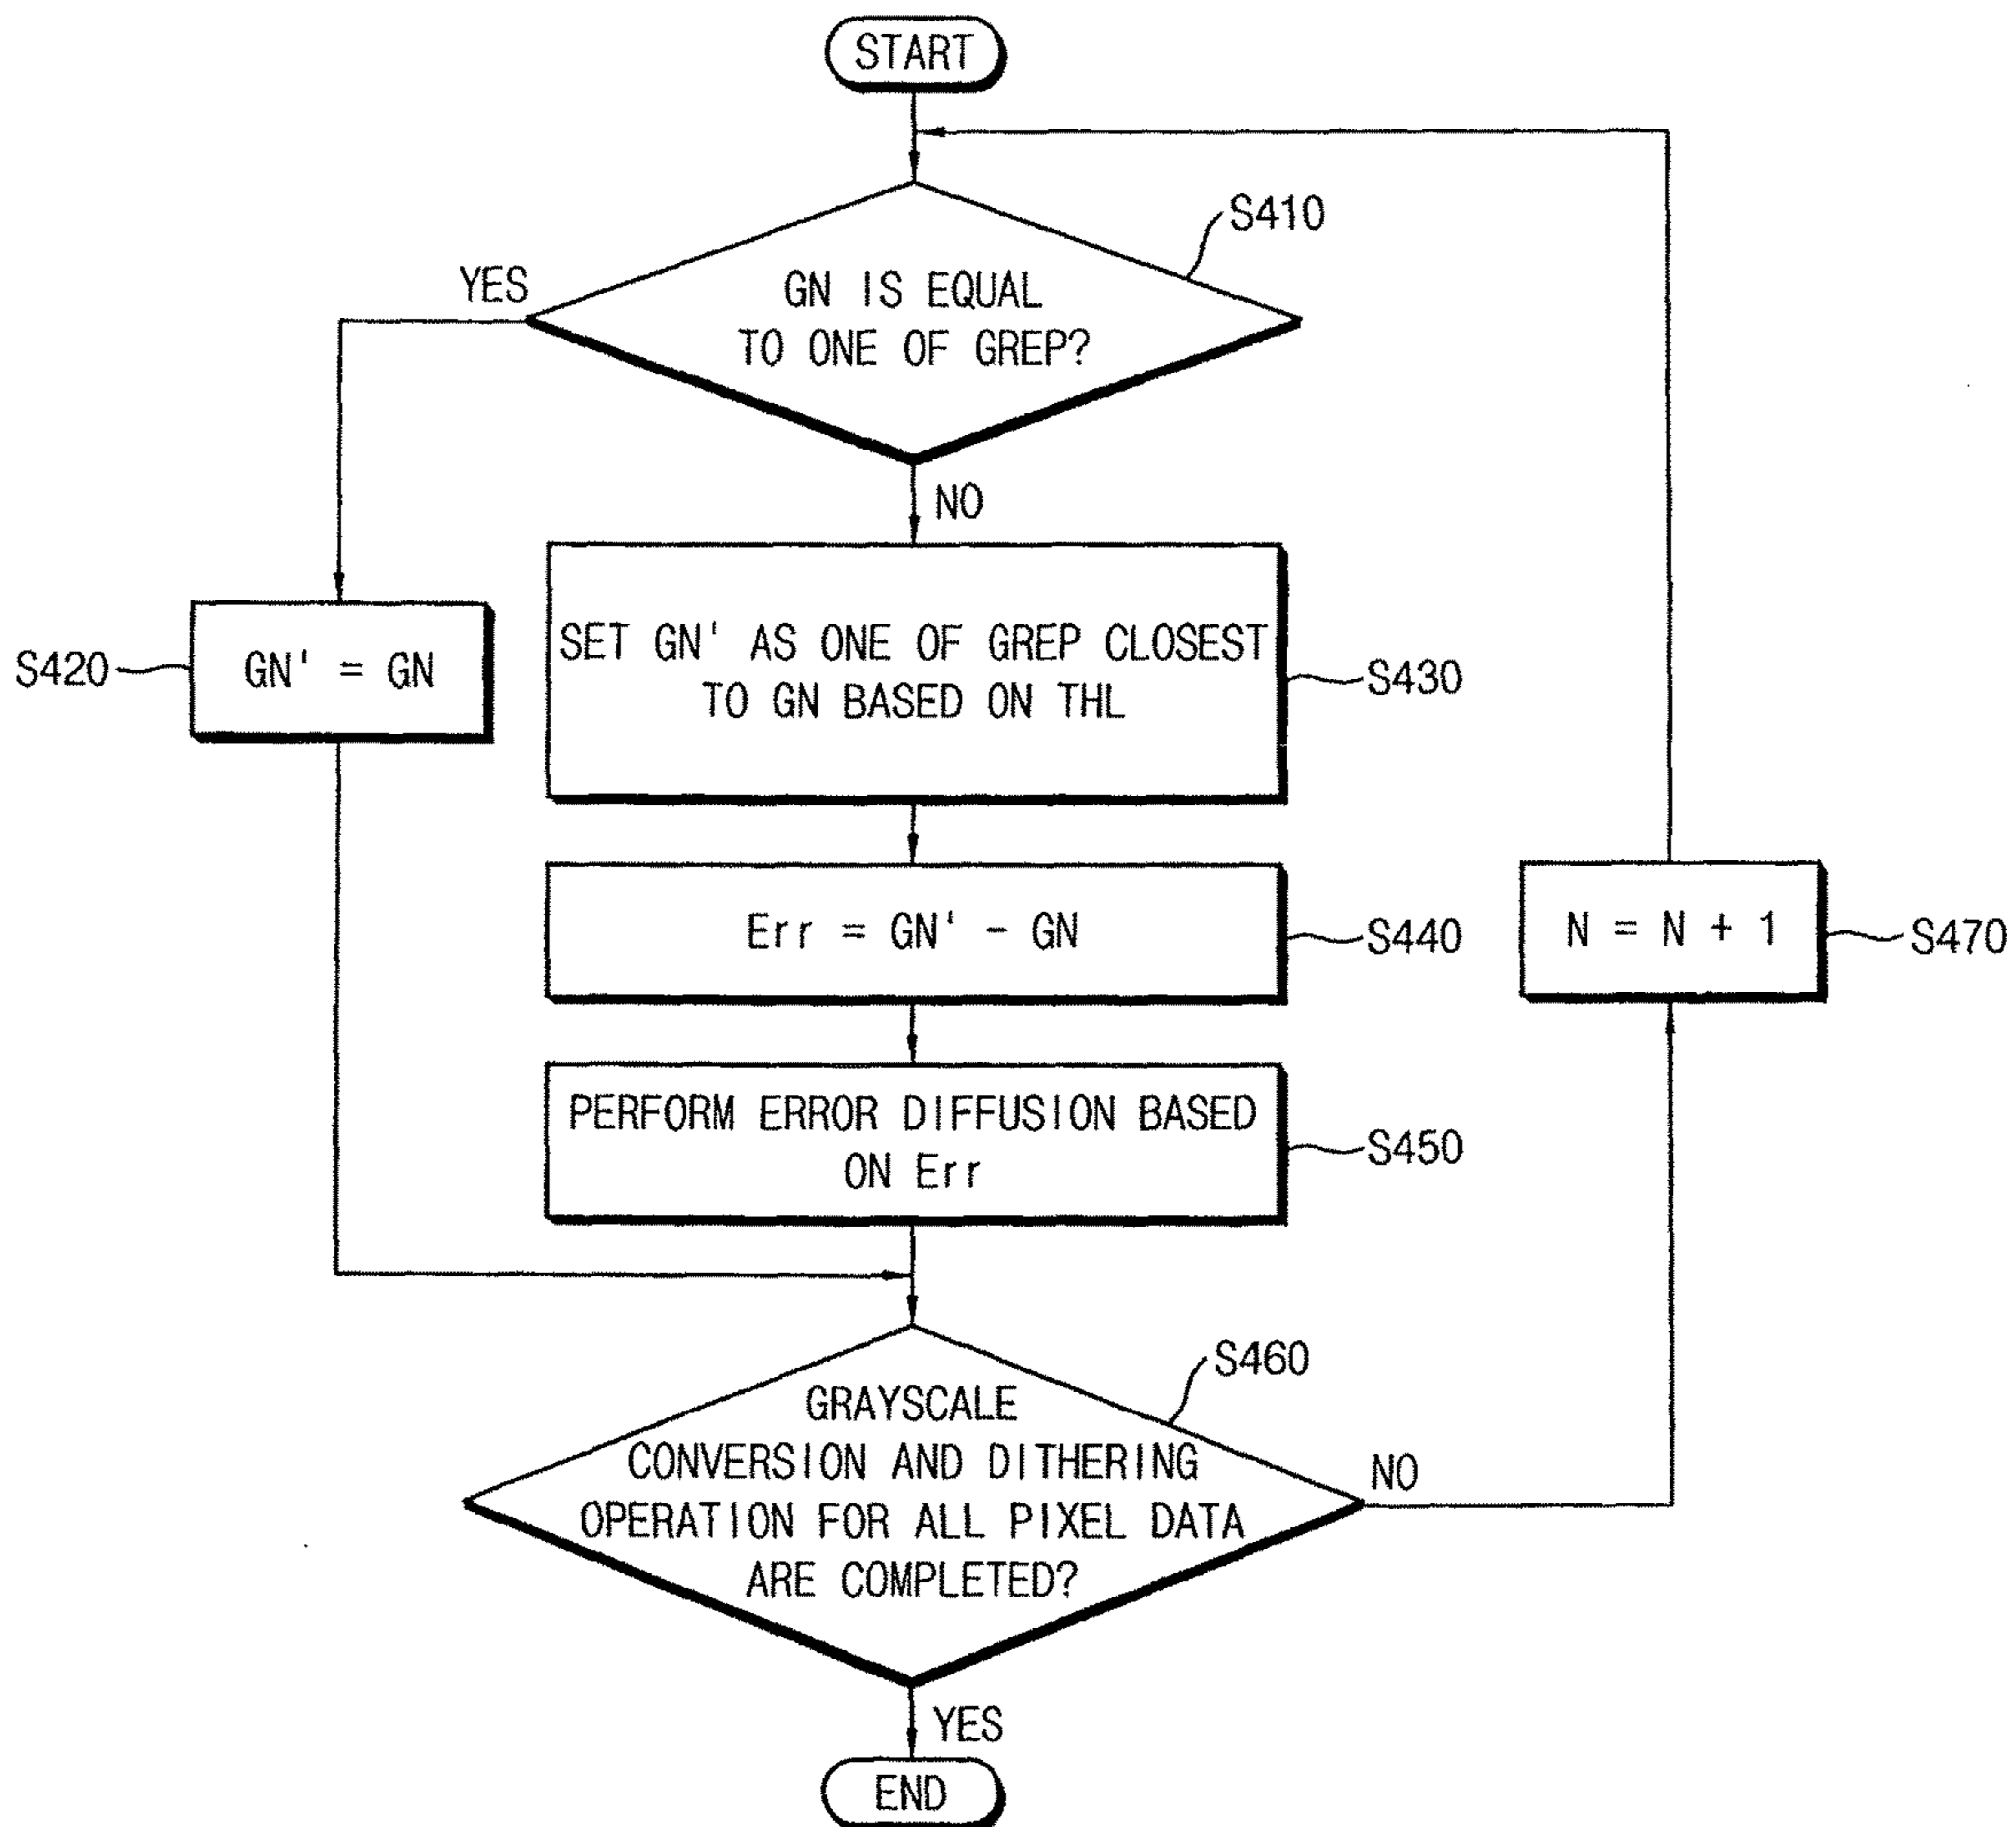 START
S410
YES
GN IS EQUAL
TO ONE OF GREP?
NO
S420
GN' = GN
SET GN' AS ONE OF GREP CLOSEST
TO GN BASED ON THL
S430
Err = GN' - GN
S440
N = N + 1
S470
PERFORM ERROR DIFFUSION BASED
ON Err
S450
S460
GRAYSCALE
CONVERSION AND DITHERING
OPERATION FOR ALL PIXEL DATA
ARE COMPLETED?
NO
YES
END